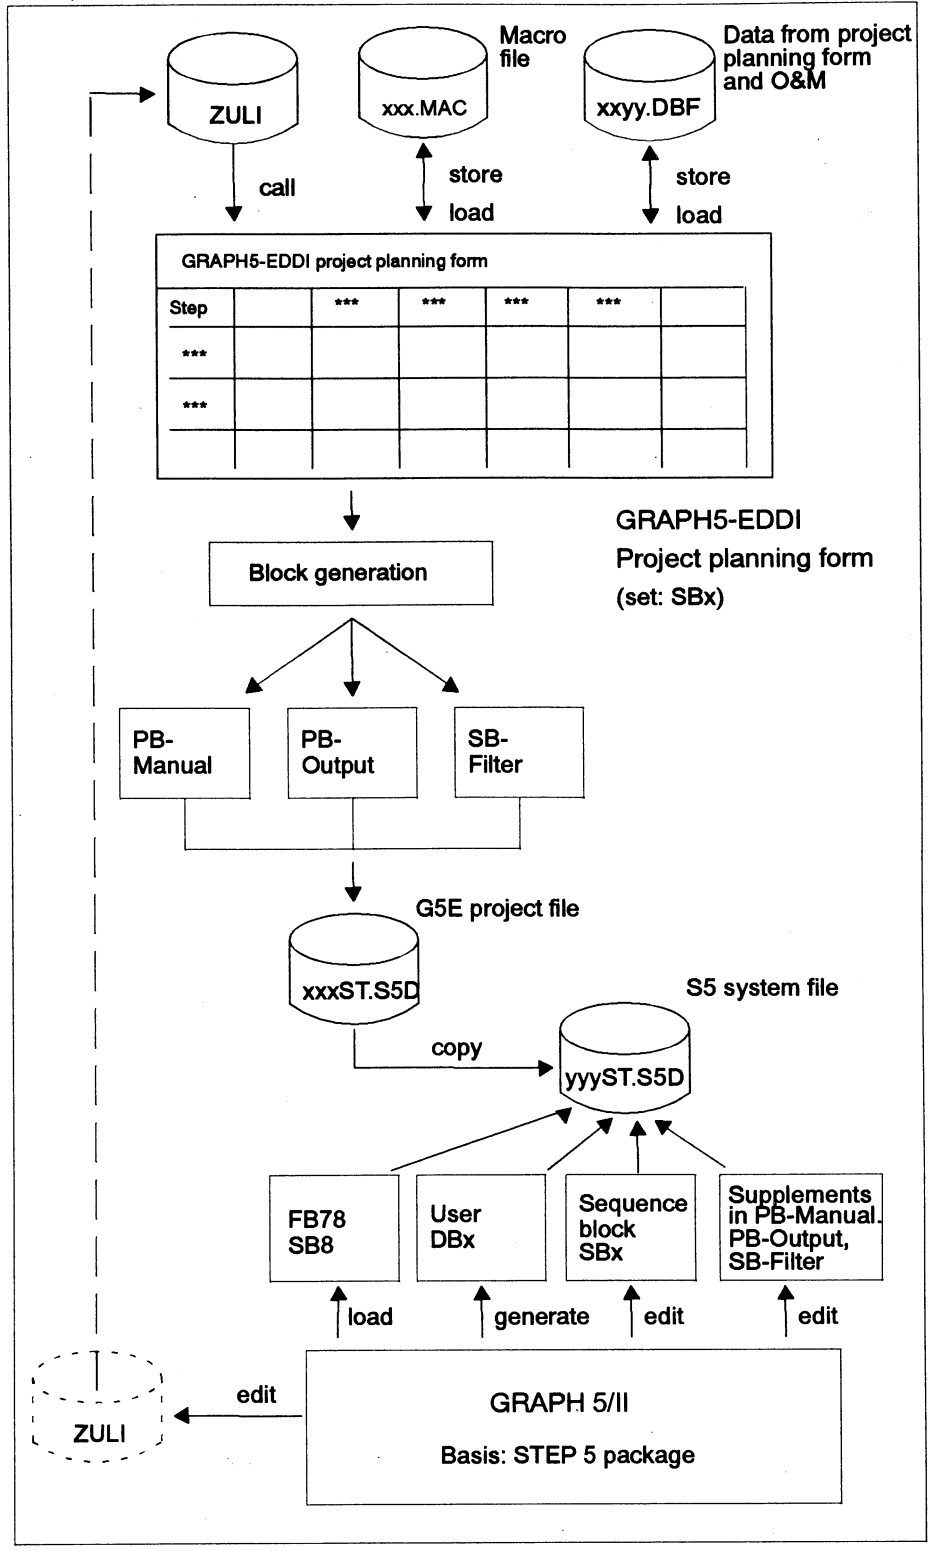 Macro
file
Data from project
planning form
and O&M
ZULI
xxx.MAC
xxyy.DBF
call
store
load
store
load
GRAPH5-EDDI project planning form
Step *** *** *** ***
***
***
GRAPH5-EDDI
Project planning form
(set: SBx)
Block generation
PB-
Manual
PB-
Output
SB-
Filter
G5E project file
xxxST.S5D
S5 system file
copy
yyyST.S5D
FB78
SB8
User
DBx
Sequence
block
SBx
Supplements
in PB-Manual.
PB-Output,
SB-Filter
load
generate
edit
edit
edit
ZULI
GRAPH 5/II
Basis: STEP 5 package